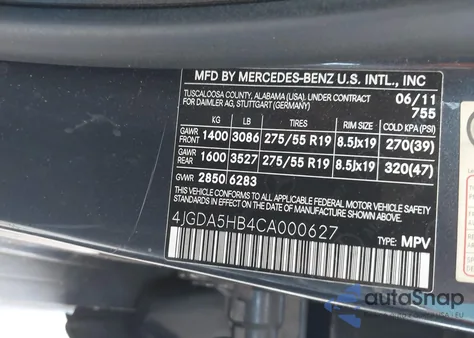 MFD BY MERCEDES-BENZ U.S. INTL., INC
TUSCALOOSA COUNTY, ALABAMA (USA). UNDER CONTRACT 06/11
FOR DAIMLER AG, STUTTGART (GERMANY) 755
KG LB TIRES RIM SIZE COLD KPA (PSI)
GAWR FRONT 1400 3086 275/55 R19 8.5Jx19 270(39)
GAWR REAR 1600 3527 275/55 R19 8.5Jx19 320(47)
GWR 2850 6283
THIS VEHICLE CONFORMS TO ALL APPLICABLE FEDERAL MOTOR VEHICLE SAFETY
STANDARDS IN EFFECT ON THE DATE OF MANUFACTURE SHOWN ABOVE.
4JGDA5HB4CA000627 TYPE: MPV
autoSnap